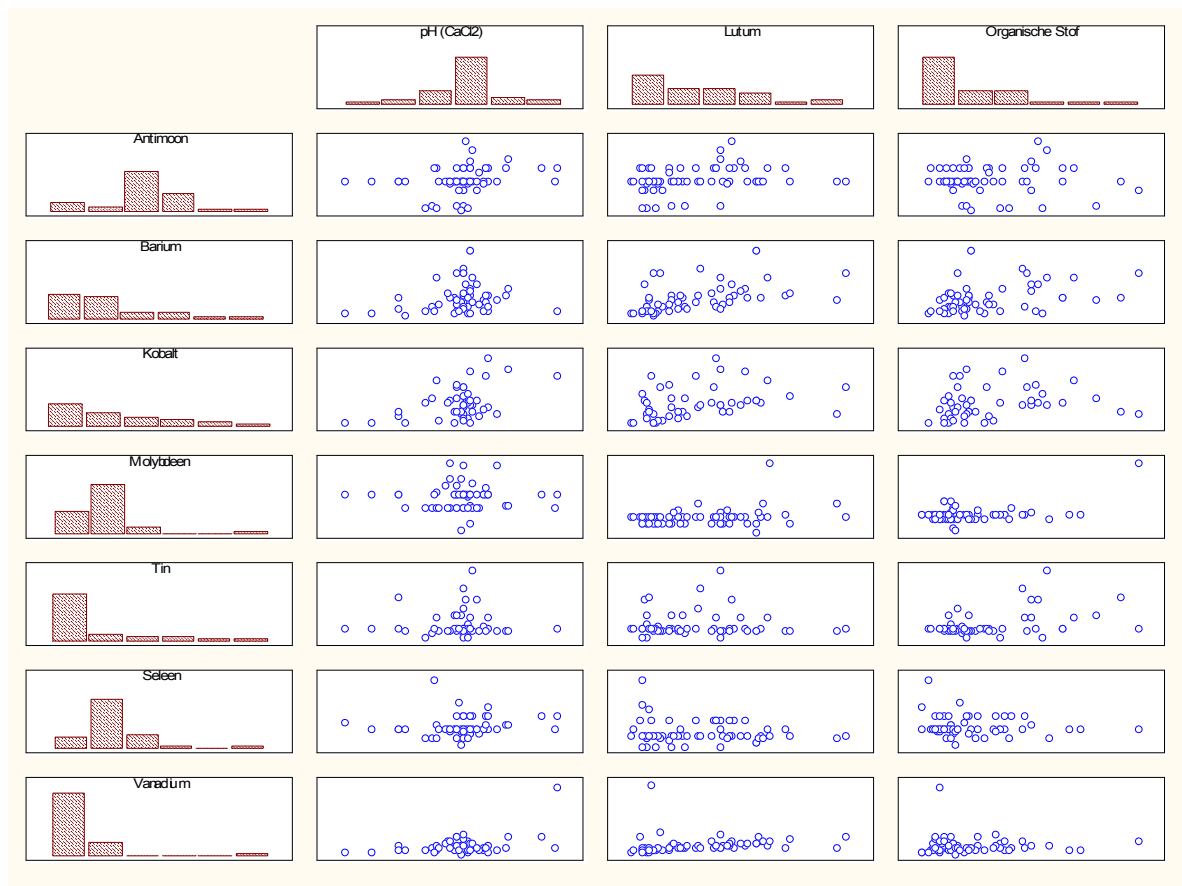 pH (CaCl2)
Lutum
Organische Stof
Antimoon
Barium
Kobalt
Molybdeen
Tin
Seleen
Vanadium